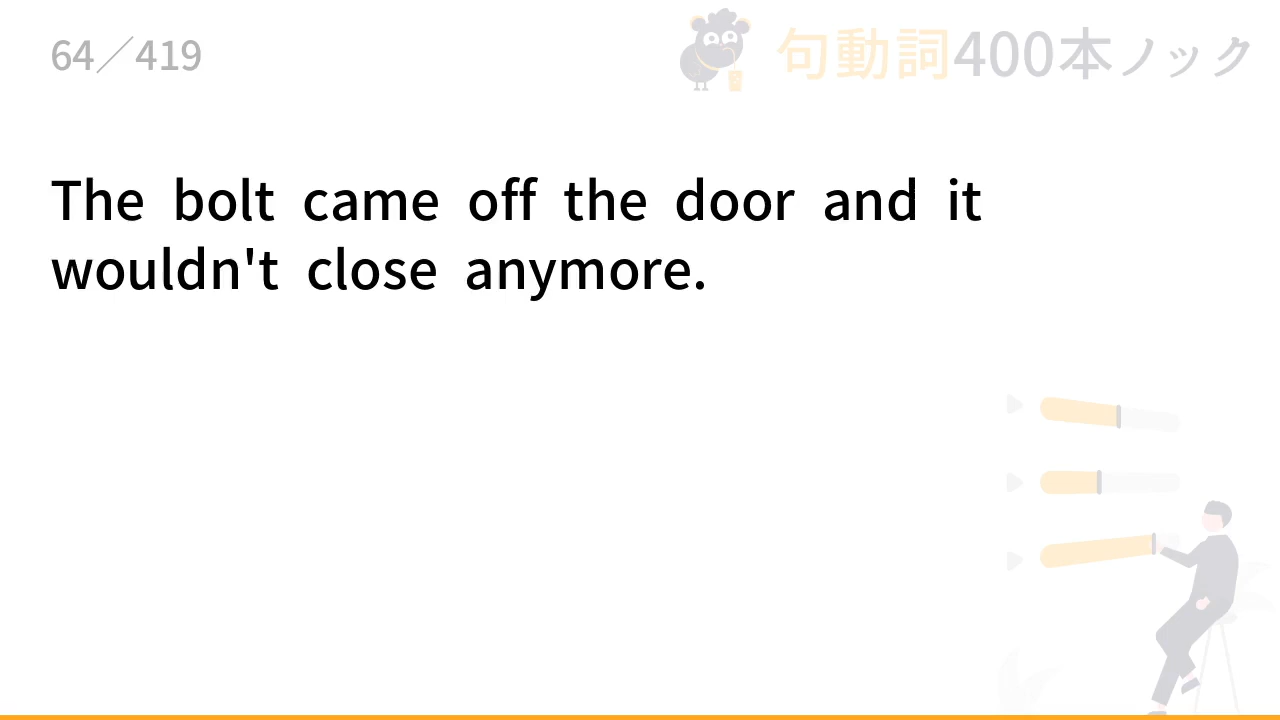 64／419
句動詞400本ノック
The bolt came off the door and it
wouldn't close anymore.